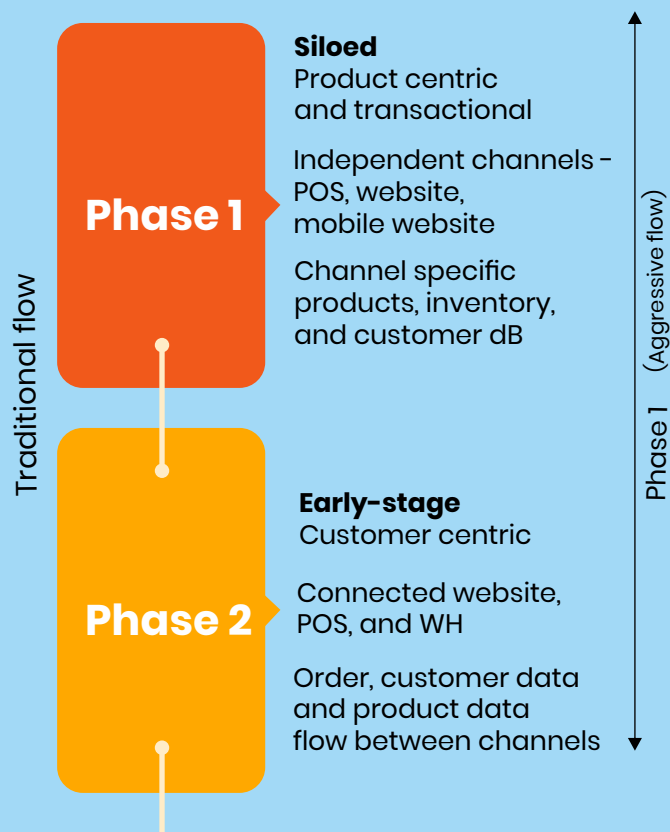 Traditional flow
Phase 1
Siloed
Product centric
and transactional
Independent channels -
POS, website,
mobile website
Channel specific
products, inventory,
and customer dB
Phase 2
Early-stage
Customer centric
Connected website,
POS, and WH
Order, customer data
and product data
flow between channels
Phase 1 (Aggressive flow)